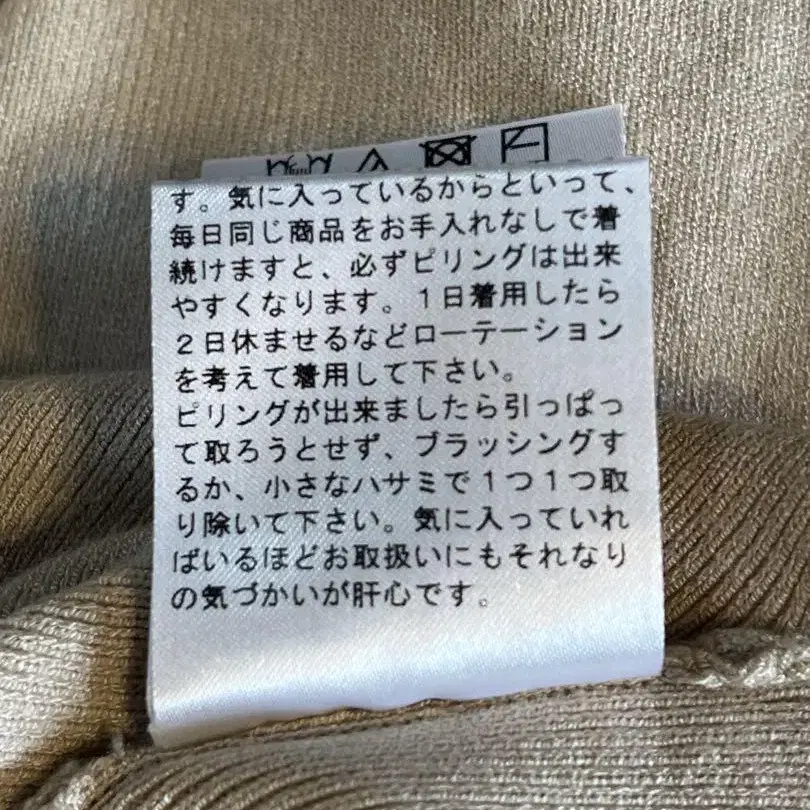 す。気に入っているからといって、
毎日同じ商品をお手入れなしで着
続けますと、必ずピリングは出来
やすくなります。１日着用したら
２日休ませるなどローテーション
を考えて着用して下さい。
ピリングが出来ましたら引っぱっ
て取ろうとせず、ブラッシングす
るか、小さなハサミで１つ１つ取
り除いて下さい。気に入っていれ
ばいるほどお取扱いにもそれなり
の気づかいが肝心です。